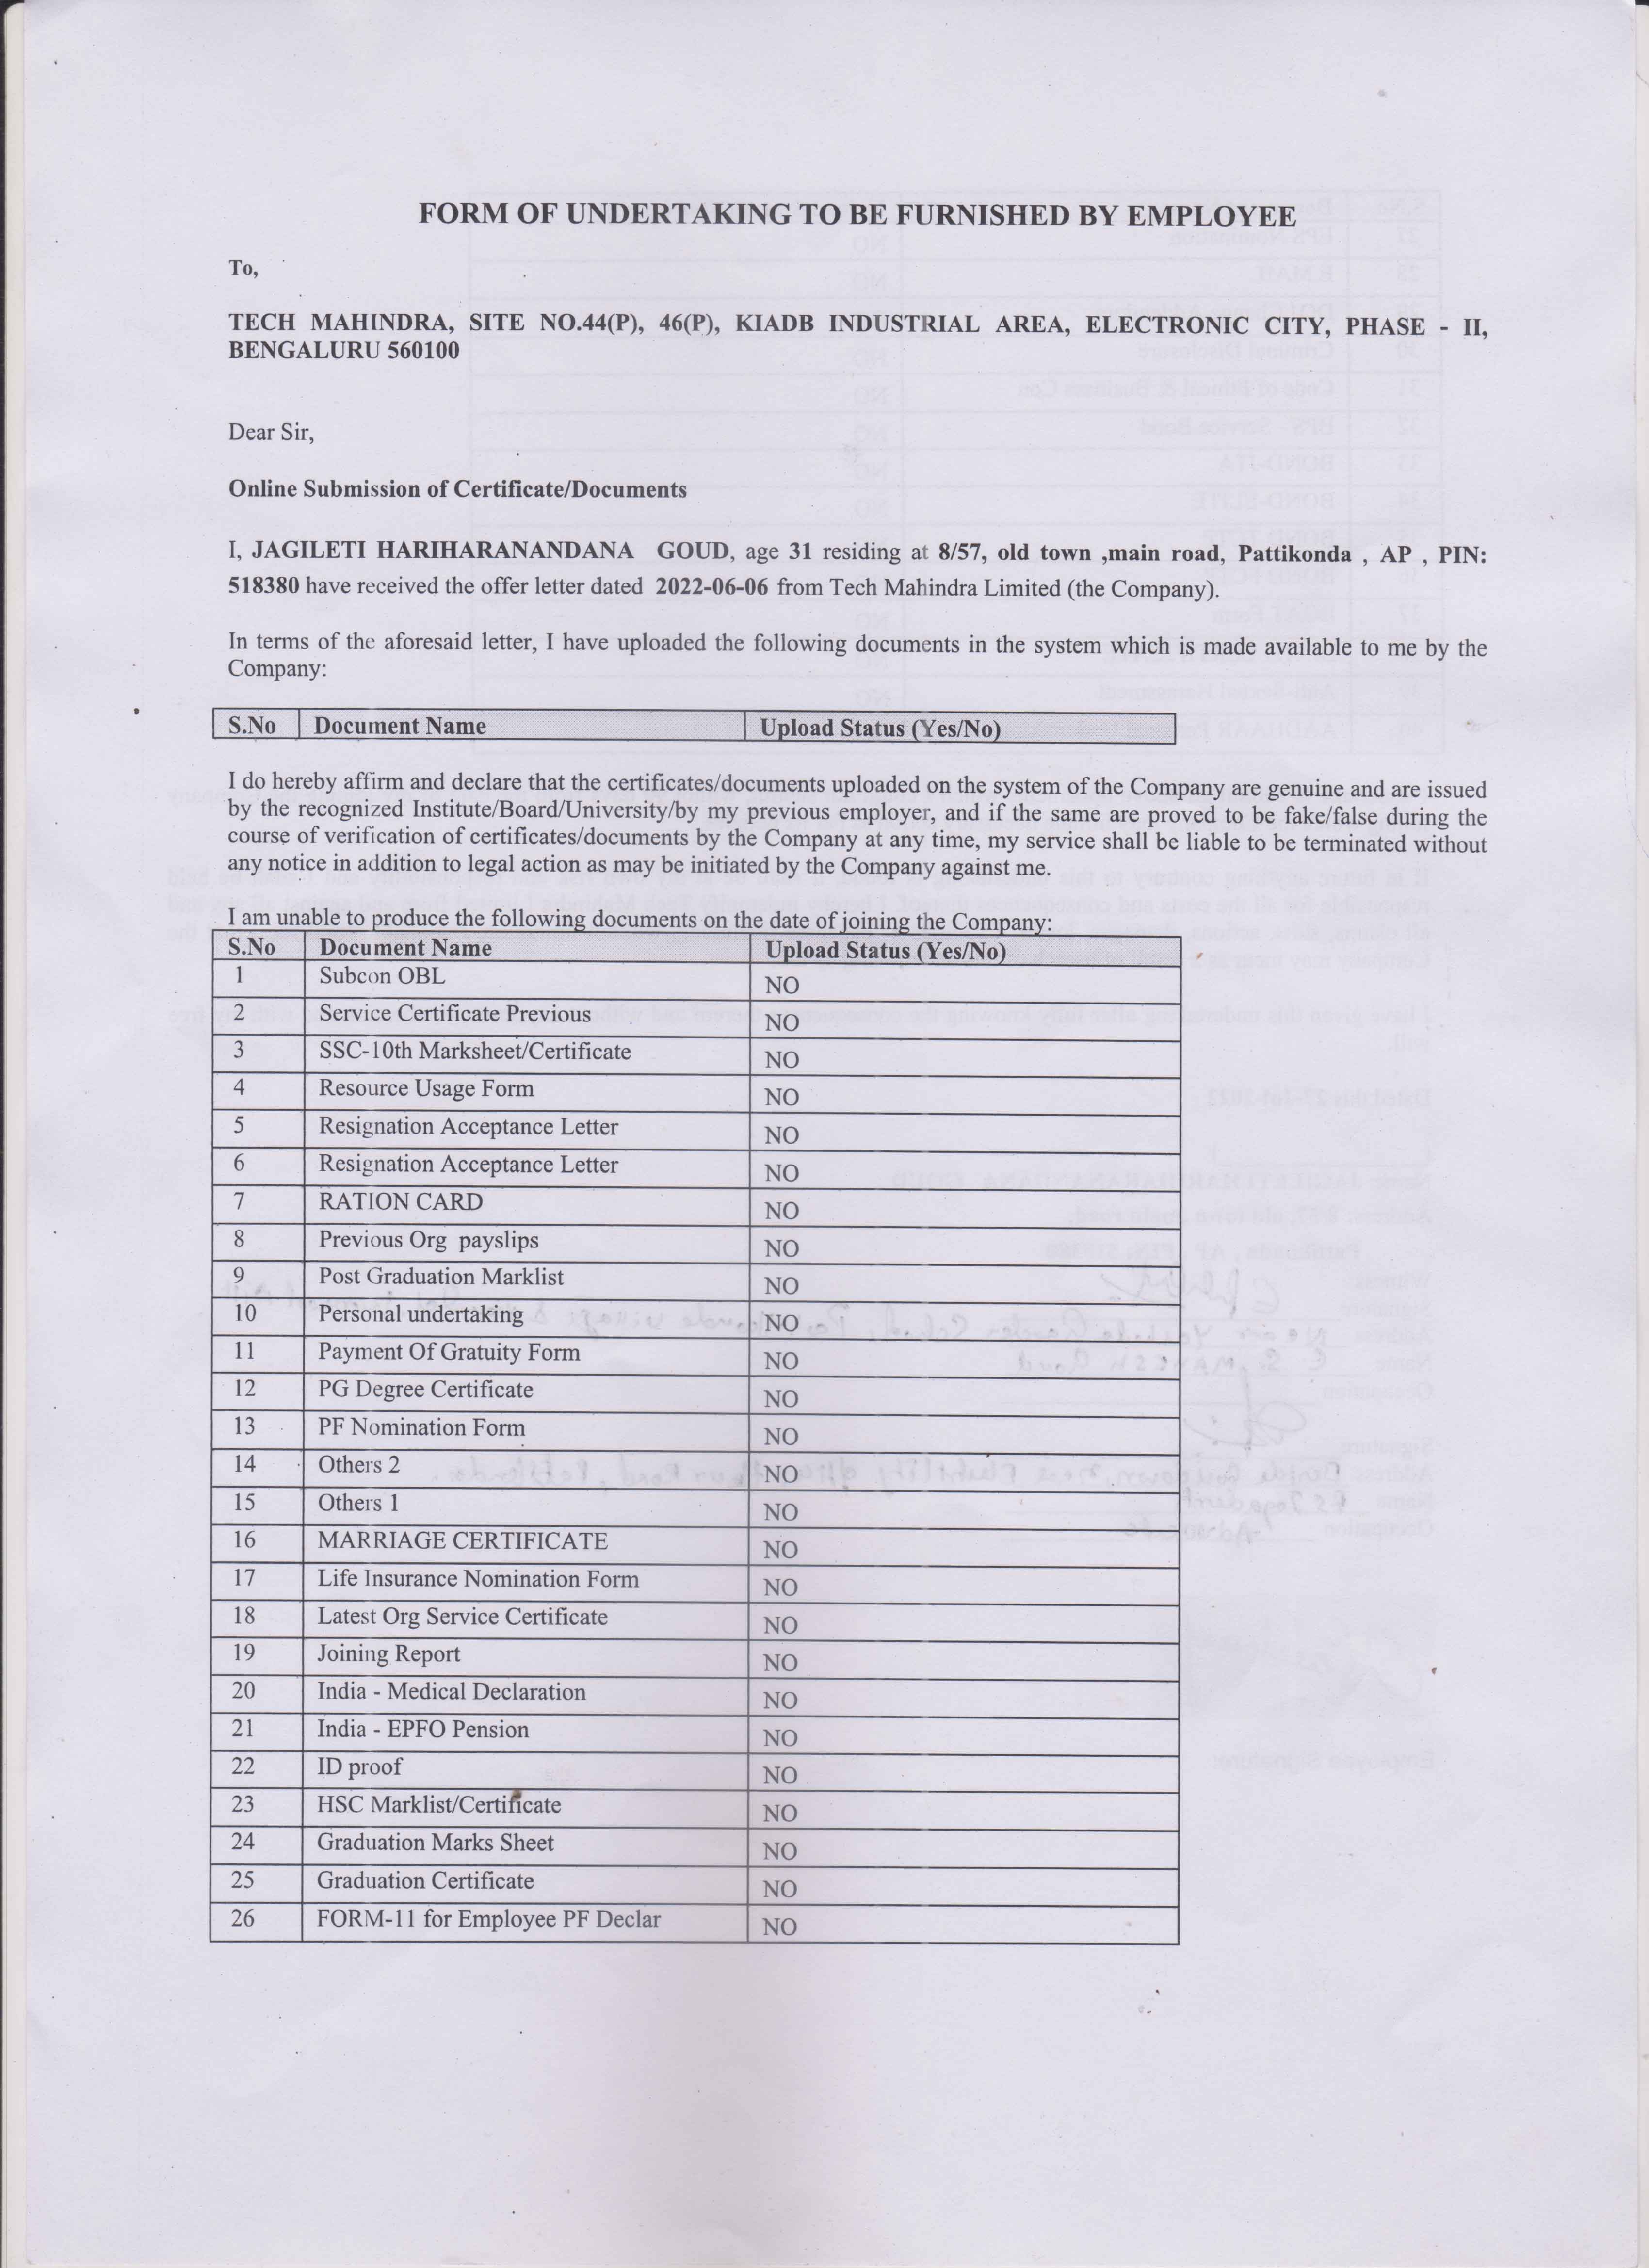 FORM OF UNDERTAKING TO BE FURNISHED BY EMPLOYEE
To,
TECH MAHINDRA, SITE NO.44(P), 46(P), KIADB INDUSTRIAL AREA, ELECTRONIC CITY, PHASE - II,
BENGALURU 560100
Dear Sir,
Online Submission of Certificate/Documents
I, JAGILETI HARIHARANANDANA GOUD, age 31 residing at 8/57, old town ,main road, Pattikonda , AP , PIN:
518380 have received the offer letter dated 2022-06-06 from Tech Mahindra Limited (the Company).
In terms of the aforesaid letter, I have uploaded the following documents in the system which is made available to me by the
Company:
S.No Document Name Upload Status (Yes/No)
I do hereby affirm and declare that the certificates/documents uploaded on the system of the Company are genuine and are issued
by the recognized Institute/Board/University/by my previous employer, and if the same are proved to be fake/false during the
course of verification of certificates/documents by the Company at any time, my service shall be liable to be terminated without
any notice in addition to legal action as may be initiated by the Company against me.
I am unable to produce the following documents on the date of joining the Company:
S.No Document Name Upload Status (Yes/No)
1 Subcon OBL NO
2 Service Certificate Previous NO
3 SSC-10th Marksheet/Certificate NO
4 Resource Usage Form NO
5 Resignation Acceptance Letter NO
6 Resignation Acceptance Letter NO
7 RATION CARD NO
8 Previous Org payslips NO
9 Post Graduation Marklist NO
10 Personal undertaking NO
11 Payment Of Gratuity Form NO
12 PG Degree Certificate NO
13 PF Nomination Form NO
14 Others 2 NO
15 Others 1 NO
16 MARRIAGE CERTIFICATE NO
17 Life Insurance Nomination Form NO
18 Latest Org Service Certificate NO
19 Joining Report NO
20 India - Medical Declaration NO
21 India - EPFO Pension NO
22 ID proof NO
23 HSC Marklist/Certificate NO
24 Graduation Marks Sheet NO
25 Graduation Certificate NO
26 FORM-11 for Employee PF Declar NO